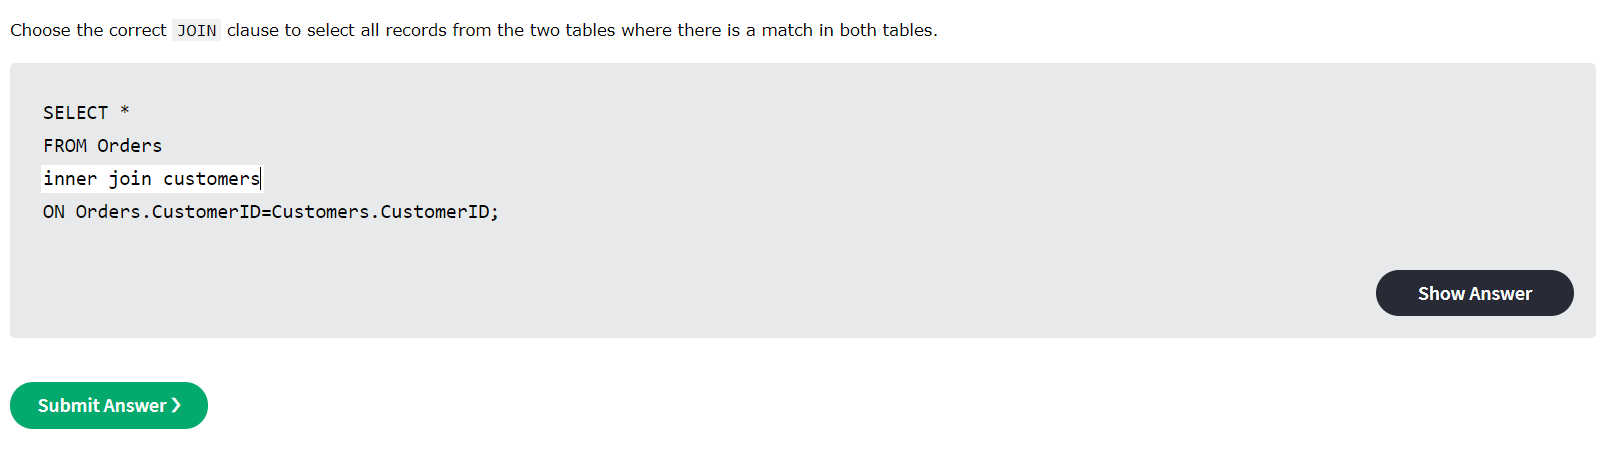 Choose the correct JOIN clause to select all records from the two tables where there is a match in both tables.
SELECT *
FROM Orders
inner join customers
ON Orders.CustomerID=Customers.CustomerID;
Show Answer
Submit Answer ❯